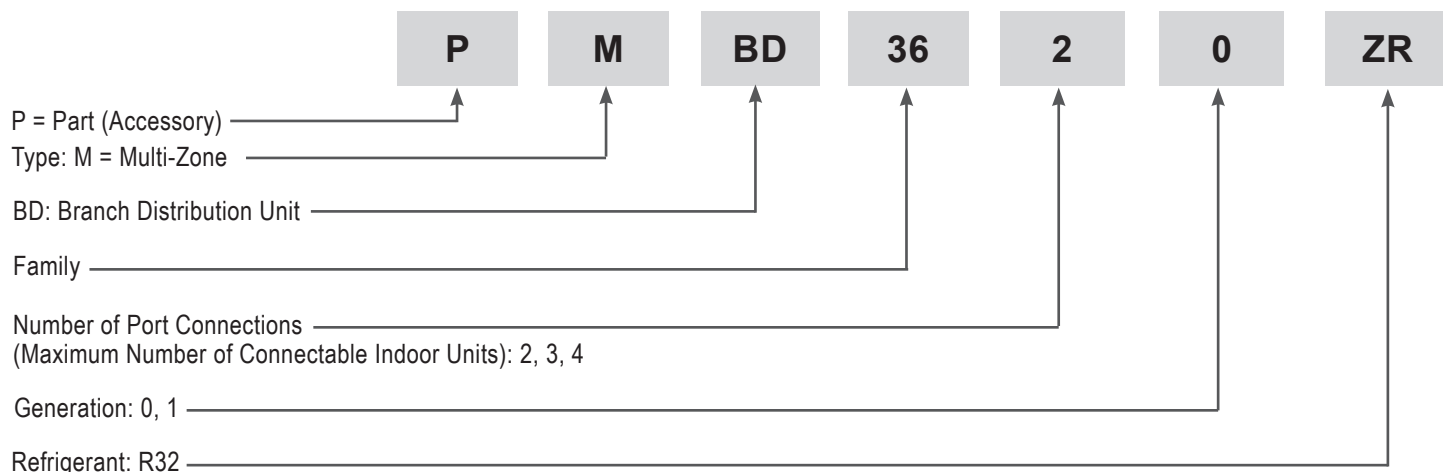 P M BD 36 2 0 ZR
P = Part (Accessory)
Type: M = Multi-Zone
BD: Branch Distribution Unit
Family
Number of Port Connections
(Maximum Number of Connectable Indoor Units): 2, 3, 4
Generation: 0, 1
Refrigerant: R32